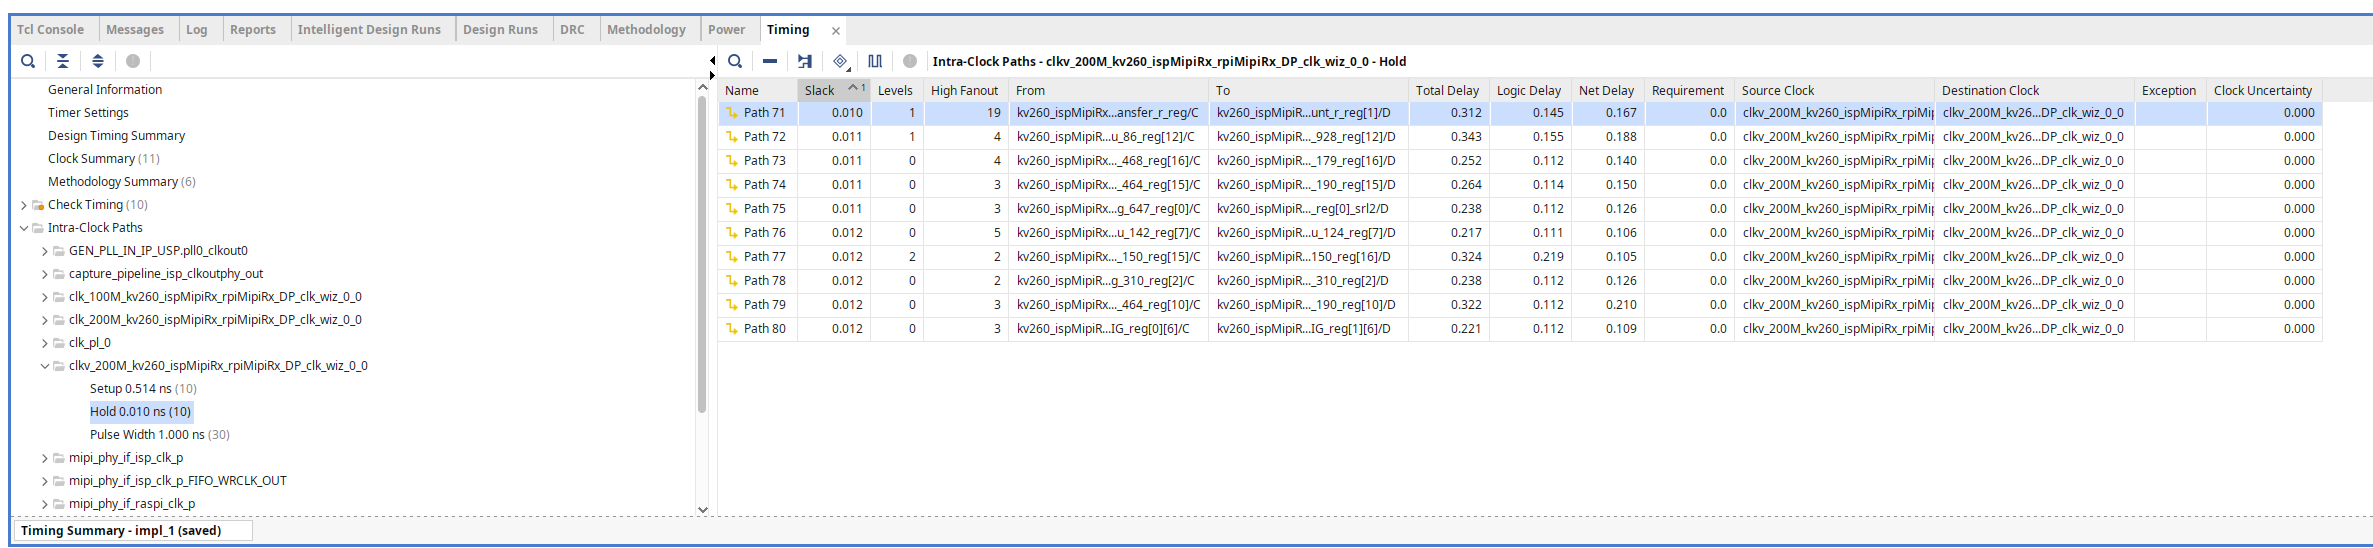 Tcl Console Messages Log Reports Intelligent Design Runs Design Runs DRC Methodology Power Timing
Intra-Clock Paths - clkv_200M_kv260_ispMipiRx_rpiMipiRx_DP_clk_wiz_0_0 - Hold
General Information
Timer Settings
Design Timing Summary
Clock Summary (11)
Methodology Summary (6)
Check Timing (10)
Intra-Clock Paths
GEN_PLL_IN_IP_USP.pll0_clkout0
capture_pipeline_isp_clkoutphy_out
clk_100M_kv260_ispMipiRx_rpiMipiRx_DP_clk_wiz_0_0
clk_200M_kv260_ispMipiRx_rpiMipiRx_DP_clk_wiz_0_0
clk_pl_0
clkv_200M_kv260_ispMipiRx_rpiMipiRx_DP_clk_wiz_0_0
Setup 0.514 ns (10)
Hold 0.010 ns (10)
Pulse Width 1.000 ns (30)
mipi_phy_if_isp_clk_p
mipi_phy_if_isp_clk_p_FIFO_WRCLK_OUT
mipi_phy_if_raspi_clk_p
Name Slack 1 Levels High Fanout From To Total Delay Logic Delay Net Delay Requirement Source Clock Destination Clock Exception Clock Uncertainty
Path 71 0.010 1 19 kv260_ispMipiRx...ansfer_r_reg/C kv260_ispMipiR...unt_r_reg[1]/D 0.312 0.145 0.167 0.0 clkv_200M_kv260_ispMipiRx_rpiMip clkv_200M_kv26...DP_clk_wiz_0_0 0.000
Path 72 0.011 1 4 kv260_ispMipiR...u_86_reg[12]/C kv260_ispMipiR..._928_reg[12]/D 0.343 0.155 0.188 0.0 clkv_200M_kv260_ispMipiRx_rpiMip clkv_200M_kv26...DP_clk_wiz_0_0 0.000
Path 73 0.011 0 4 kv260_ispMipiRx..._468_reg[16]/C kv260_ispMipiR..._179_reg[16]/D 0.252 0.112 0.140 0.0 clkv_200M_kv260_ispMipiRx_rpiMip clkv_200M_kv26...DP_clk_wiz_0_0 0.000
Path 74 0.011 0 3 kv260_ispMipiRx..._464_reg[15]/C kv260_ispMipiR..._190_reg[15]/D 0.264 0.114 0.150 0.0 clkv_200M_kv260_ispMipiRx_rpiMip clkv_200M_kv26...DP_clk_wiz_0_0 0.000
Path 75 0.011 0 3 kv260_ispMipiRx...g_647_reg[0]/C kv260_ispMipiR..._reg[0]_srl2/D 0.238 0.112 0.126 0.0 clkv_200M_kv260_ispMipiRx_rpiMip clkv_200M_kv26...DP_clk_wiz_0_0 0.000
Path 76 0.012 0 5 kv260_ispMipiRx...u_142_reg[7]/C kv260_ispMipiR...u_124_reg[7]/D 0.217 0.111 0.106 0.0 clkv_200M_kv260_ispMipiRx_rpiMip clkv_200M_kv26...DP_clk_wiz_0_0 0.000
Path 77 0.012 2 2 kv260_ispMipiRx..._150_reg[15]/C kv260_ispMipiR...150_reg[16]/D 0.324 0.219 0.105 0.0 clkv_200M_kv260_ispMipiRx_rpiMip clkv_200M_kv26...DP_clk_wiz_0_0 0.000
Path 78 0.012 0 2 kv260_ispMipiR...g_310_reg[2]/C kv260_ispMipiR..._310_reg[2]/D 0.238 0.112 0.126 0.0 clkv_200M_kv260_ispMipiRx_rpiMip clkv_200M_kv26...DP_clk_wiz_0_0 0.000
Path 79 0.012 0 3 kv260_ispMipiRx..._464_reg[10]/C kv260_ispMipiR..._190_reg[10]/D 0.322 0.112 0.210 0.0 clkv_200M_kv260_ispMipiRx_rpiMip clkv_200M_kv26...DP_clk_wiz_0_0 0.000
Path 80 0.012 0 3 kv260_ispMipiR...IG_reg[0][6]/C kv260_ispMipiR...IG_reg[1][6]/D 0.221 0.112 0.109 0.0 clkv_200M_kv260_ispMipiRx_rpiMip clkv_200M_kv26...DP_clk_wiz_0_0 0.000
Timing Summary - impl_1 (saved)